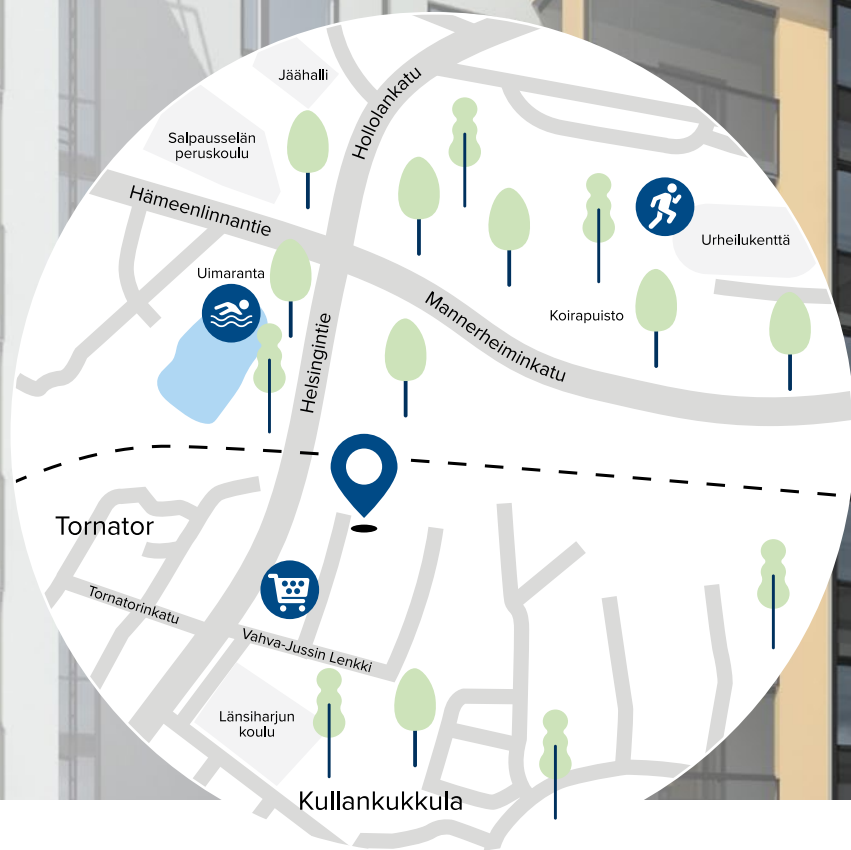 Jäähalli
Hollolankatu
Salpausselän
peruskoulu
Hämeenlinnantie
Urheilukenttä
Uimaranta
Koirapuisto
Mannerheiminkatu
Helsingintie
Tornator
Tornatorinkatu
Vahva-Jussin Lenkki
Länsiharjun
koulu
Kullankukkula